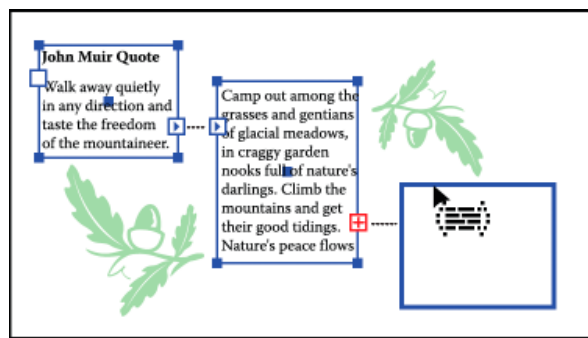 John Muir Quote
Walk away quietly
in any direction and
taste the freedom
of the mountaineer.
Camp out among the
grasses and gentians
of glacial meadows,
in craggy garden
nooks full of nature's
darlings. Climb the
mountains and get
their good tidings.
Nature's peace flows